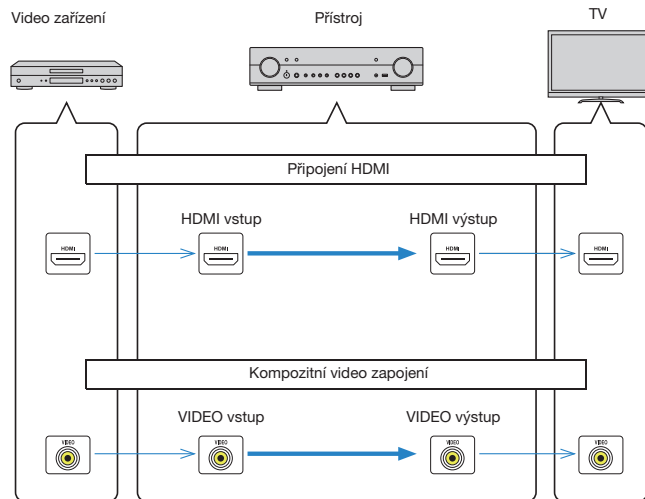 Video zařízení
Přístroj
TV
Připojení HDMI
HDMI vstup
HDMI výstup
HDMI
HDMI
HDMI
HDMI
Kompozitní video zapojení
VIDEO vstup
VIDEO výstup
VIDEO
VIDEO
VIDEO
VIDEO